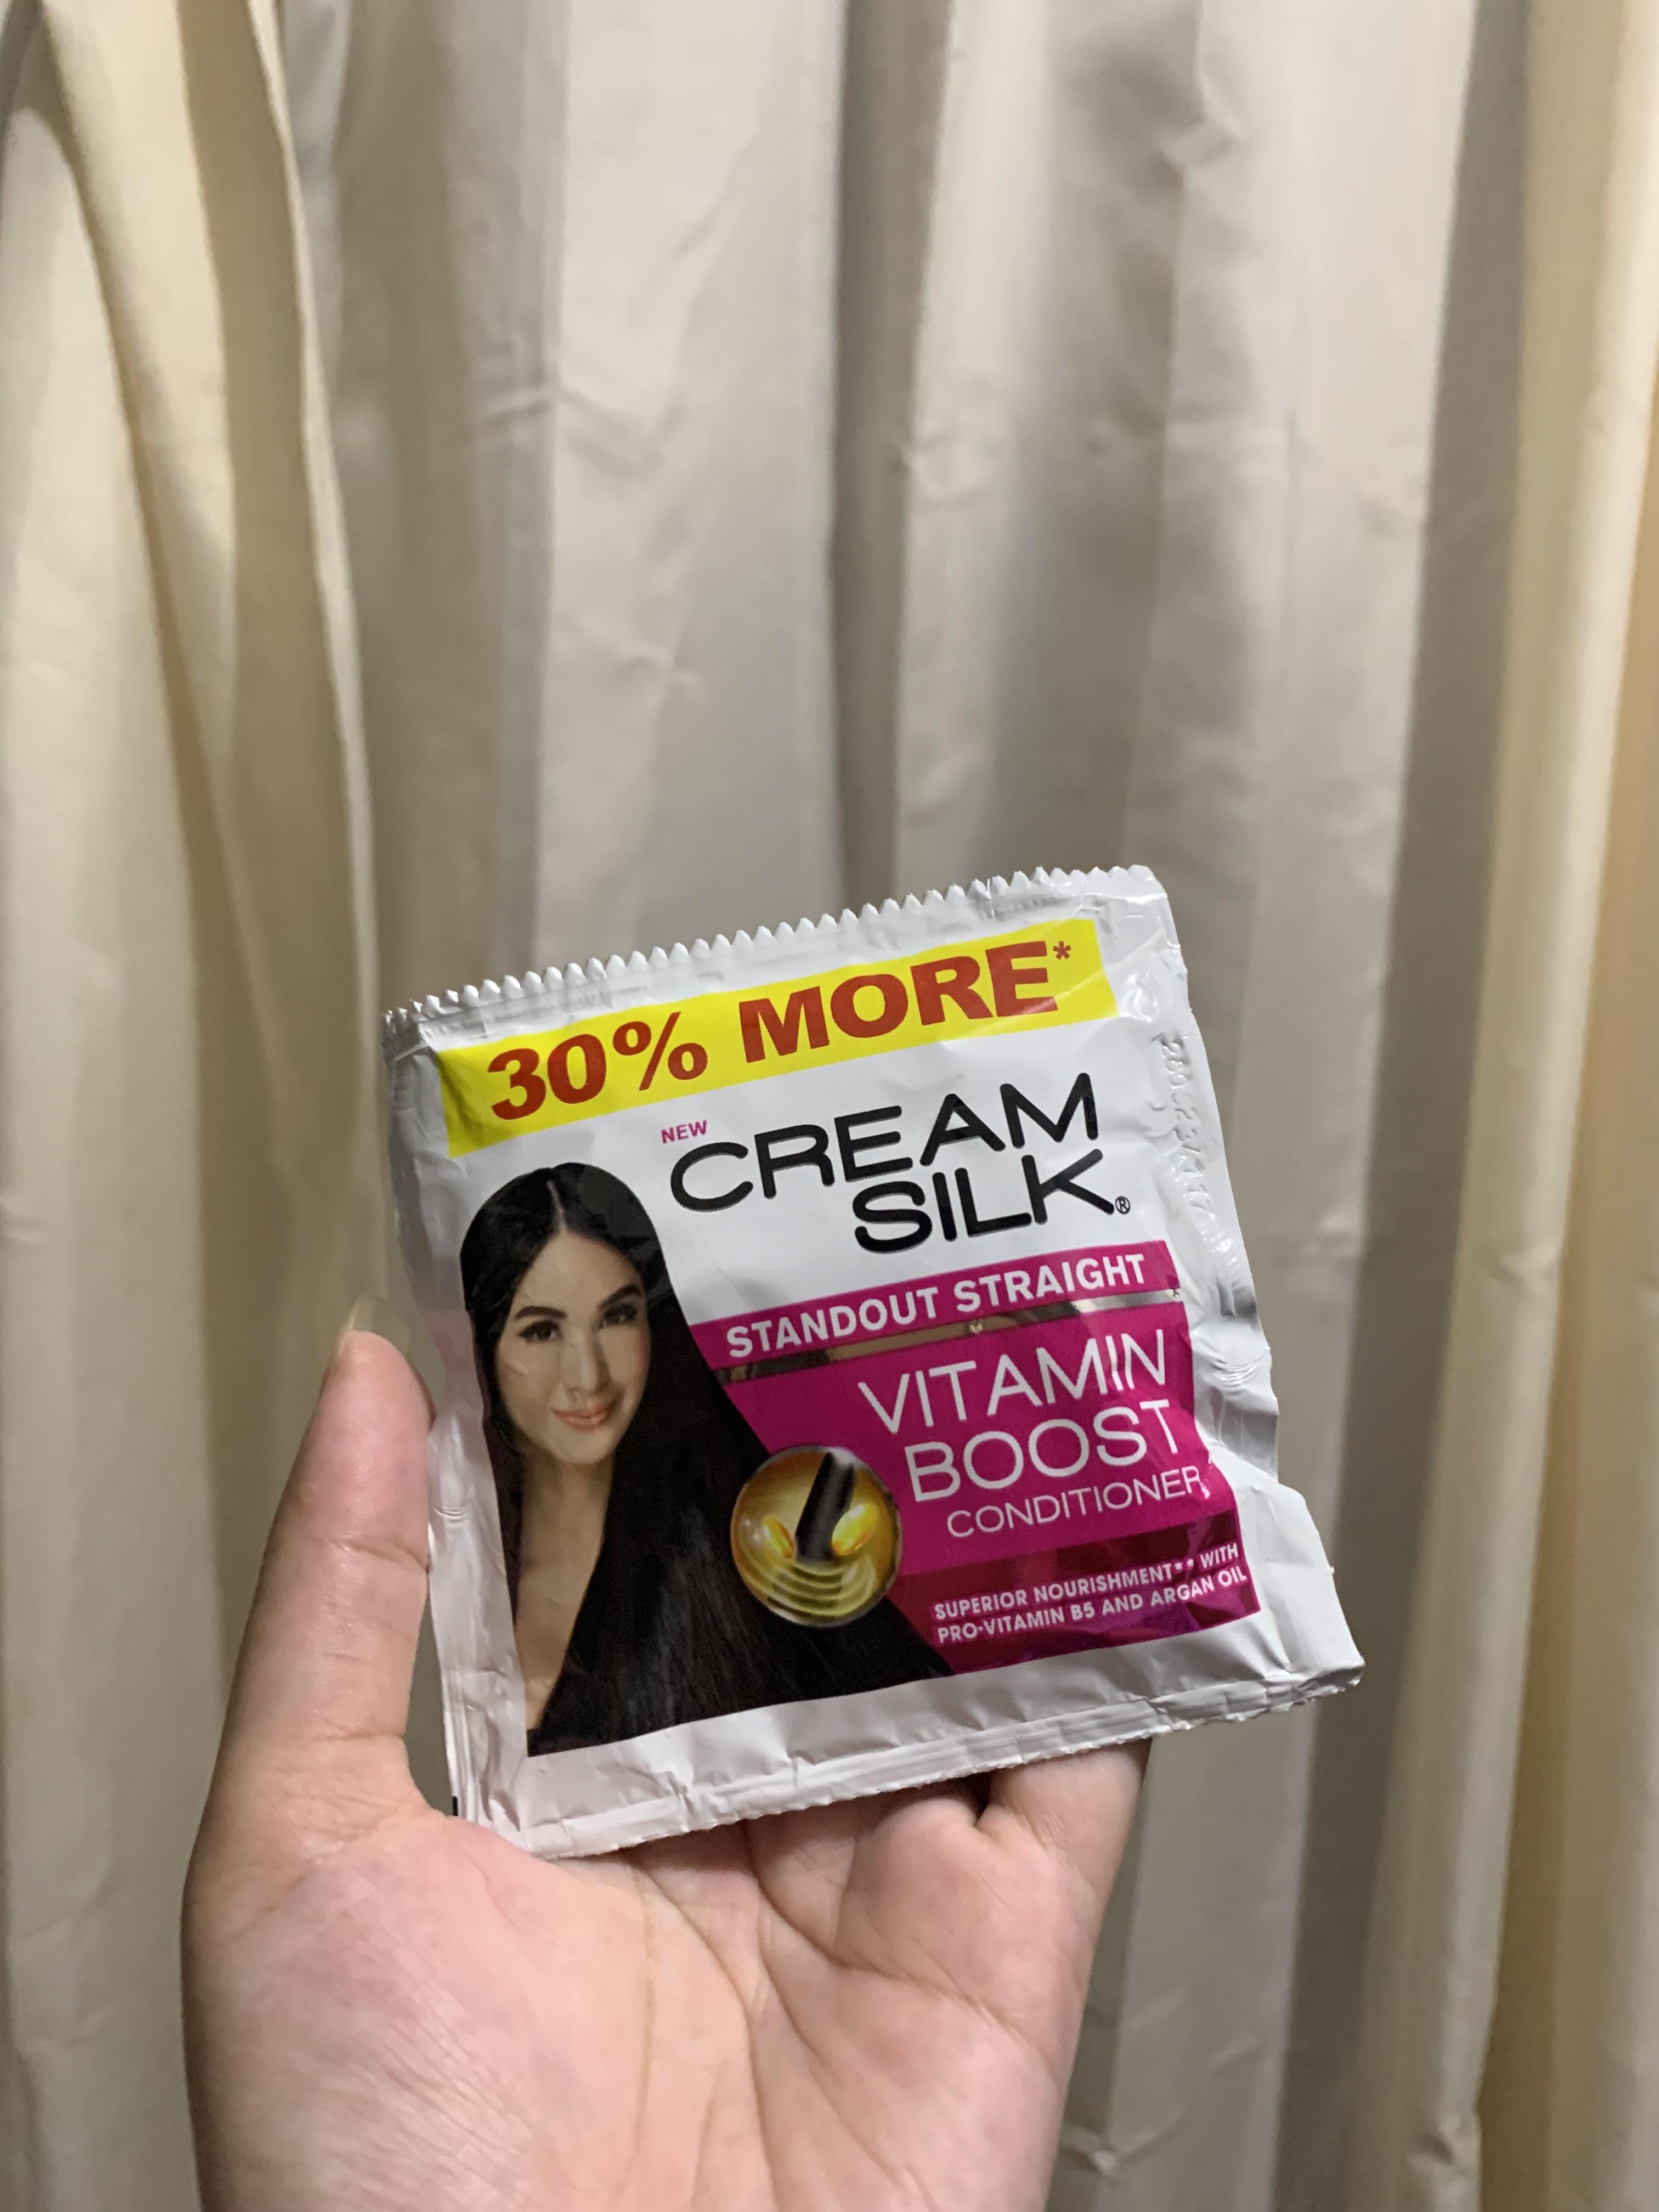 30% MORE*
NEW
CREAM
SILK®
STANDOUT STRAIGHT
VITAMIN
BOOST
CONDITIONER
SUPERIOR NOURISHMENT** WITH
PRO-VITAMIN B5 AND ARGAN OIL